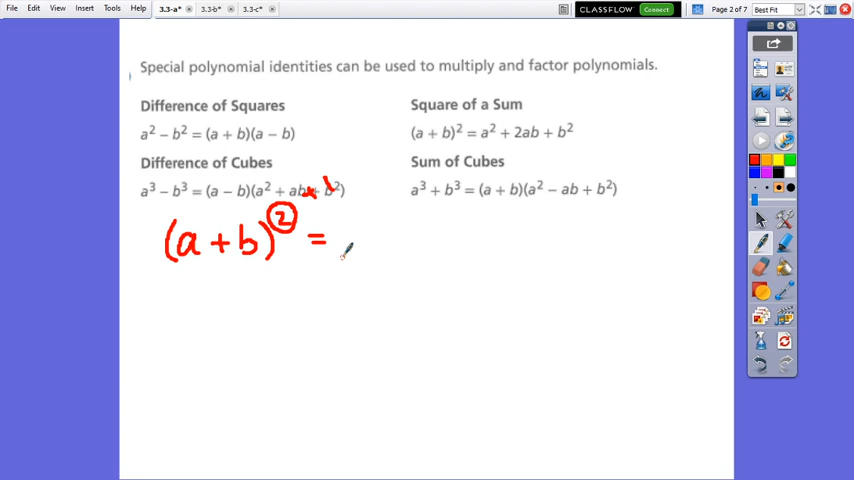 File Edit View Insert Tools Help 3.3-a* 3.3-b* 3.3-c* CLASSFLOW Connect Page 2 of 7 Best Fit
Special polynomial identities can be used to multiply and factor polynomials.
Difference of Squares
a² − b² = (a + b)(a − b)
Square of a Sum
(a + b)² = a² + 2ab + b²
Difference of Cubes
a³ − b³ = (a − b)(a² + ab + b²)
Sum of Cubes
a³ + b³ = (a + b)(a² − ab + b²)
(a + b)² =